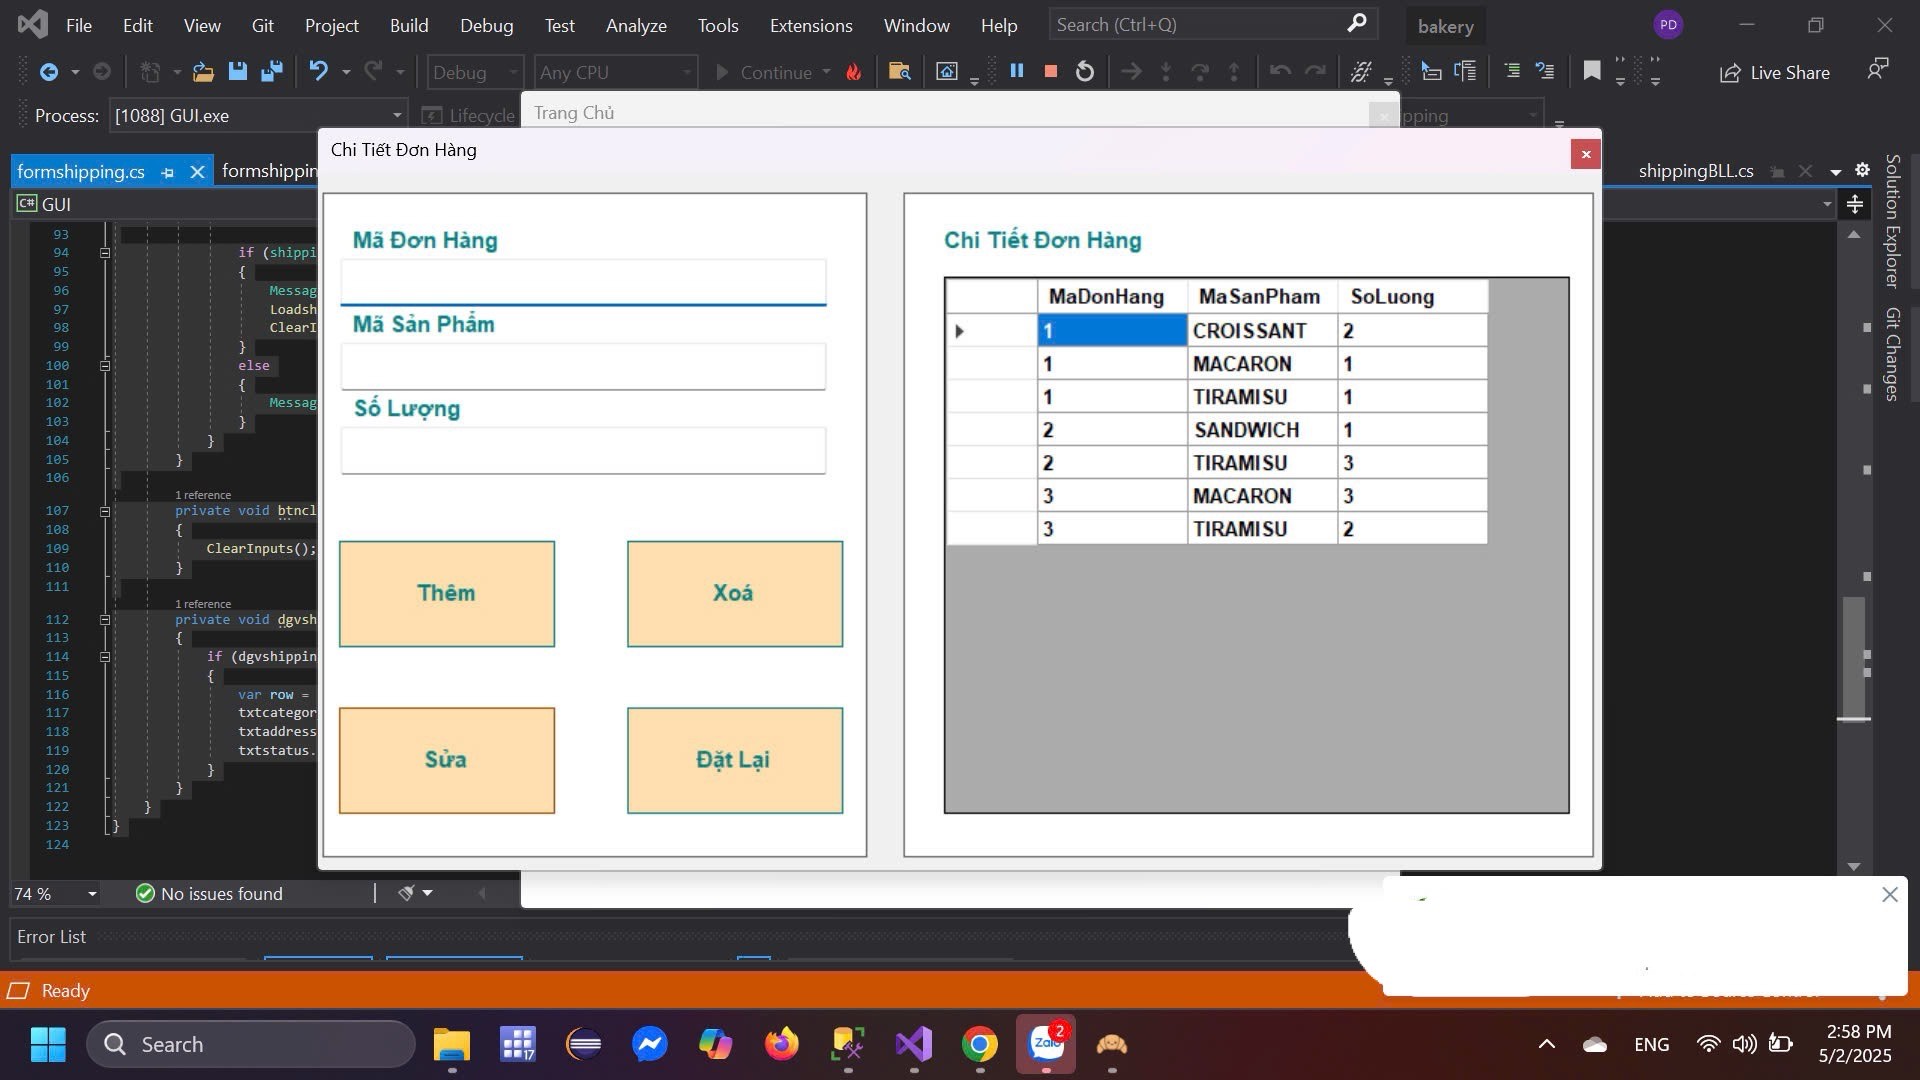 File Edit View Git Project Build Debug Test Analyze Tools Extensions Window Help Search (Ctrl+Q) bakery PD
Debug Any CPU Continue Live Share
Process: [1088] GUI.exe Lifecycle
Trang Chủ
Chi Tiết Đơn Hàng
formshipping.cs
shippingBLL.cs
GUI
Solution Explorer
Git Changes
93
94 if (shippi
95 {
96 Messag
97 Loadsh
98 ClearI
99 }
100 else
101 {
102 Messag
103 }
104 }
105 }
106
1 reference
107 private void btncl
108 {
109 ClearInputs();
110 }
111
1 reference
112 private void dgvsh
113 {
114 if (dgvshippin
115 {
116 var row =
117 txtcategor
118 txtaddress
119 txtstatus.
120 }
121 }
122 }
123 }
124
Mã Đơn Hàng
Mã Sản Phẩm
Số Lượng
Thêm Xoá
Sửa Đặt Lại
Chi Tiết Đơn Hàng
MaDonHang MaSanPham SoLuong
1 CROISSANT 2
1 MACARON 1
1 TIRAMISU 1
2 SANDWICH 1
2 TIRAMISU 3
3 MACARON 3
3 TIRAMISU 2
74 % No issues found
Error List
Ready
Search 17 Zalo 2 ENG 2:58 PM
5/2/2025